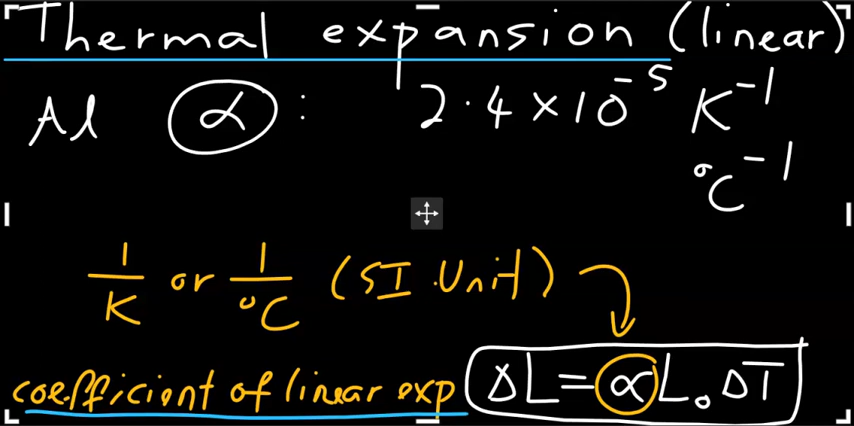 Thermal expansion (linear)
Al α : 2.4×10⁻⁵ K⁻¹
°C⁻¹
1/K or 1/°C (SI.Unit)
coefficient of linear exp ΔL=αL₀ΔT